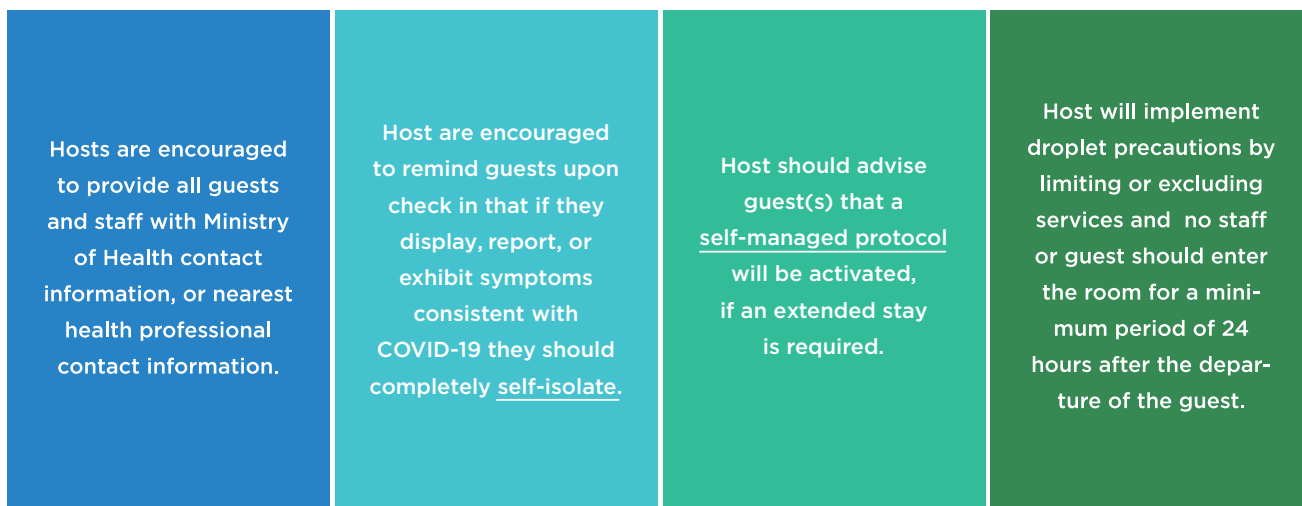 Hosts are encouraged
to provide all guests
and staff with Ministry
of Health contact
information, or nearest
health professional
contact information.
Host are encouraged
to remind guests upon
check in that if they
display, report, or
exhibit symptoms
consistent with
COVID-19 they should
completely self-isolate.
Host should advise
guest(s) that a
self-managed protocol
will be activated,
if an extended stay
is required.
Host will implement
droplet precautions by
limiting or excluding
services and  no staff
or guest should enter
the room for a mini-
mum period of 24
hours after the depar-
ture of the guest.